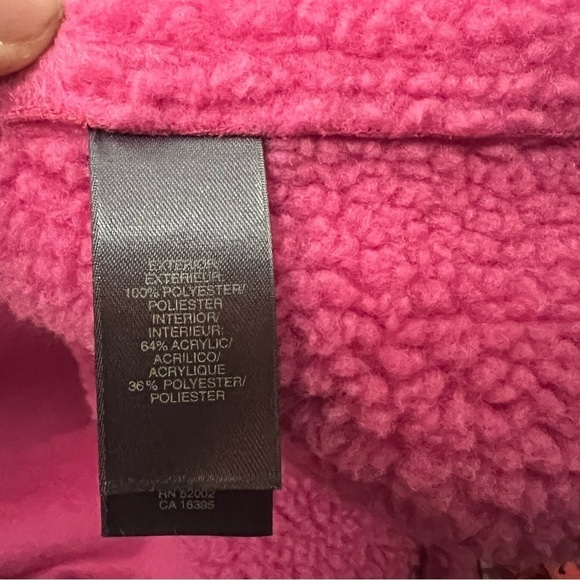 EXTERIOR:
EXTERIEUR:
100% POLYESTER/
POLIESTER
INTERIOR/
INTERIEUR:
64% ACRYLIC/
ACRILICO/
ACRYLIQUE
36% POLYESTER/
POLIESTER
RN 52002
CA 16395